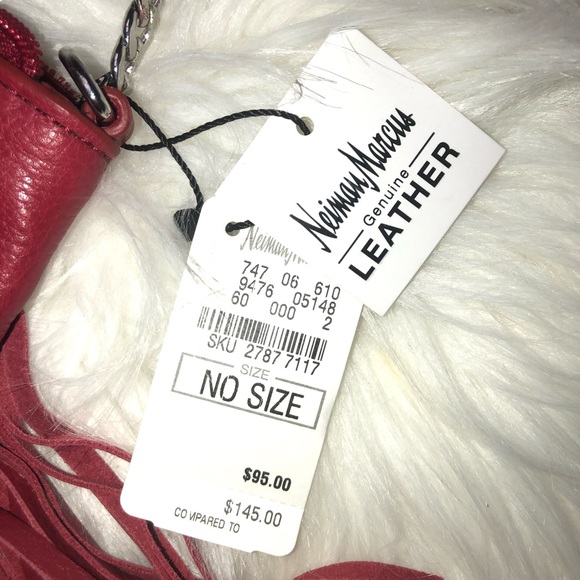 Neiman Marcus
Genuine
LEATHER
Neiman
747 06 610
9476 05148
60 000 2
SKU 2787 7117
SIZE
NO SIZE
$95.00
$145.00
COMPARED TO